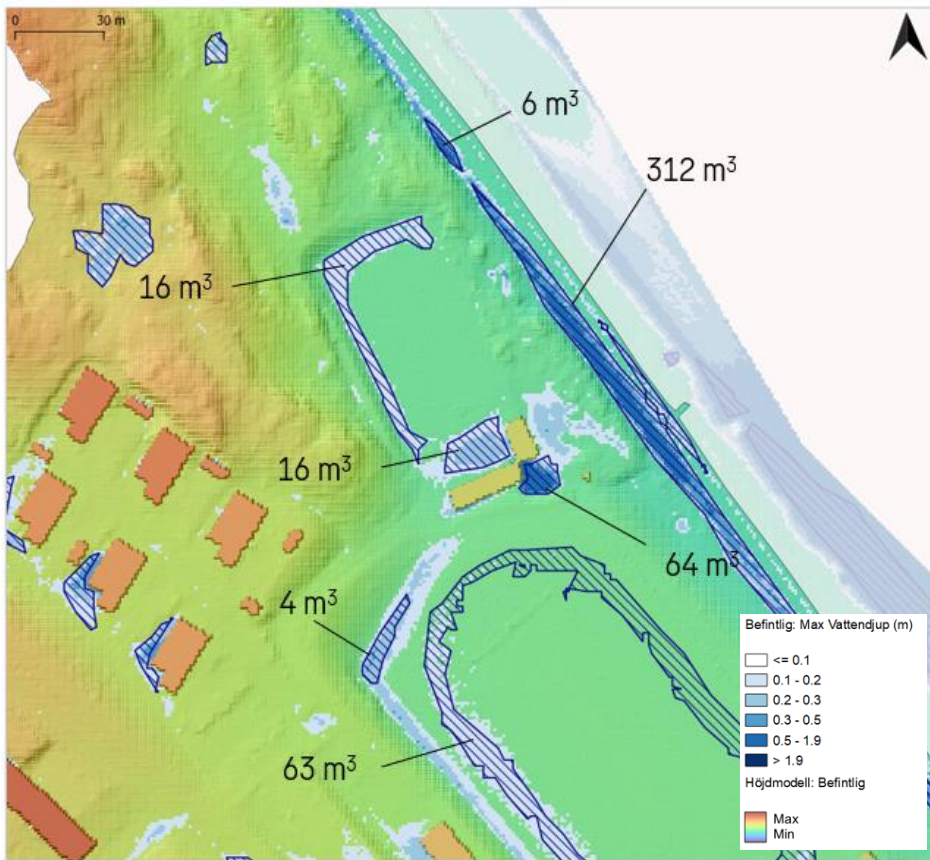 0 30 m
6 m³
312 m³
16 m³
16 m³
64 m³
4 m³
63 m³
Befintlig: Max Vattendjup (m)
<= 0.1
0.1 - 0.2
0.2 - 0.3
0.3 - 0.5
0.5 - 1.9
> 1.9
Höjdmodell: Befintlig
Max
Min